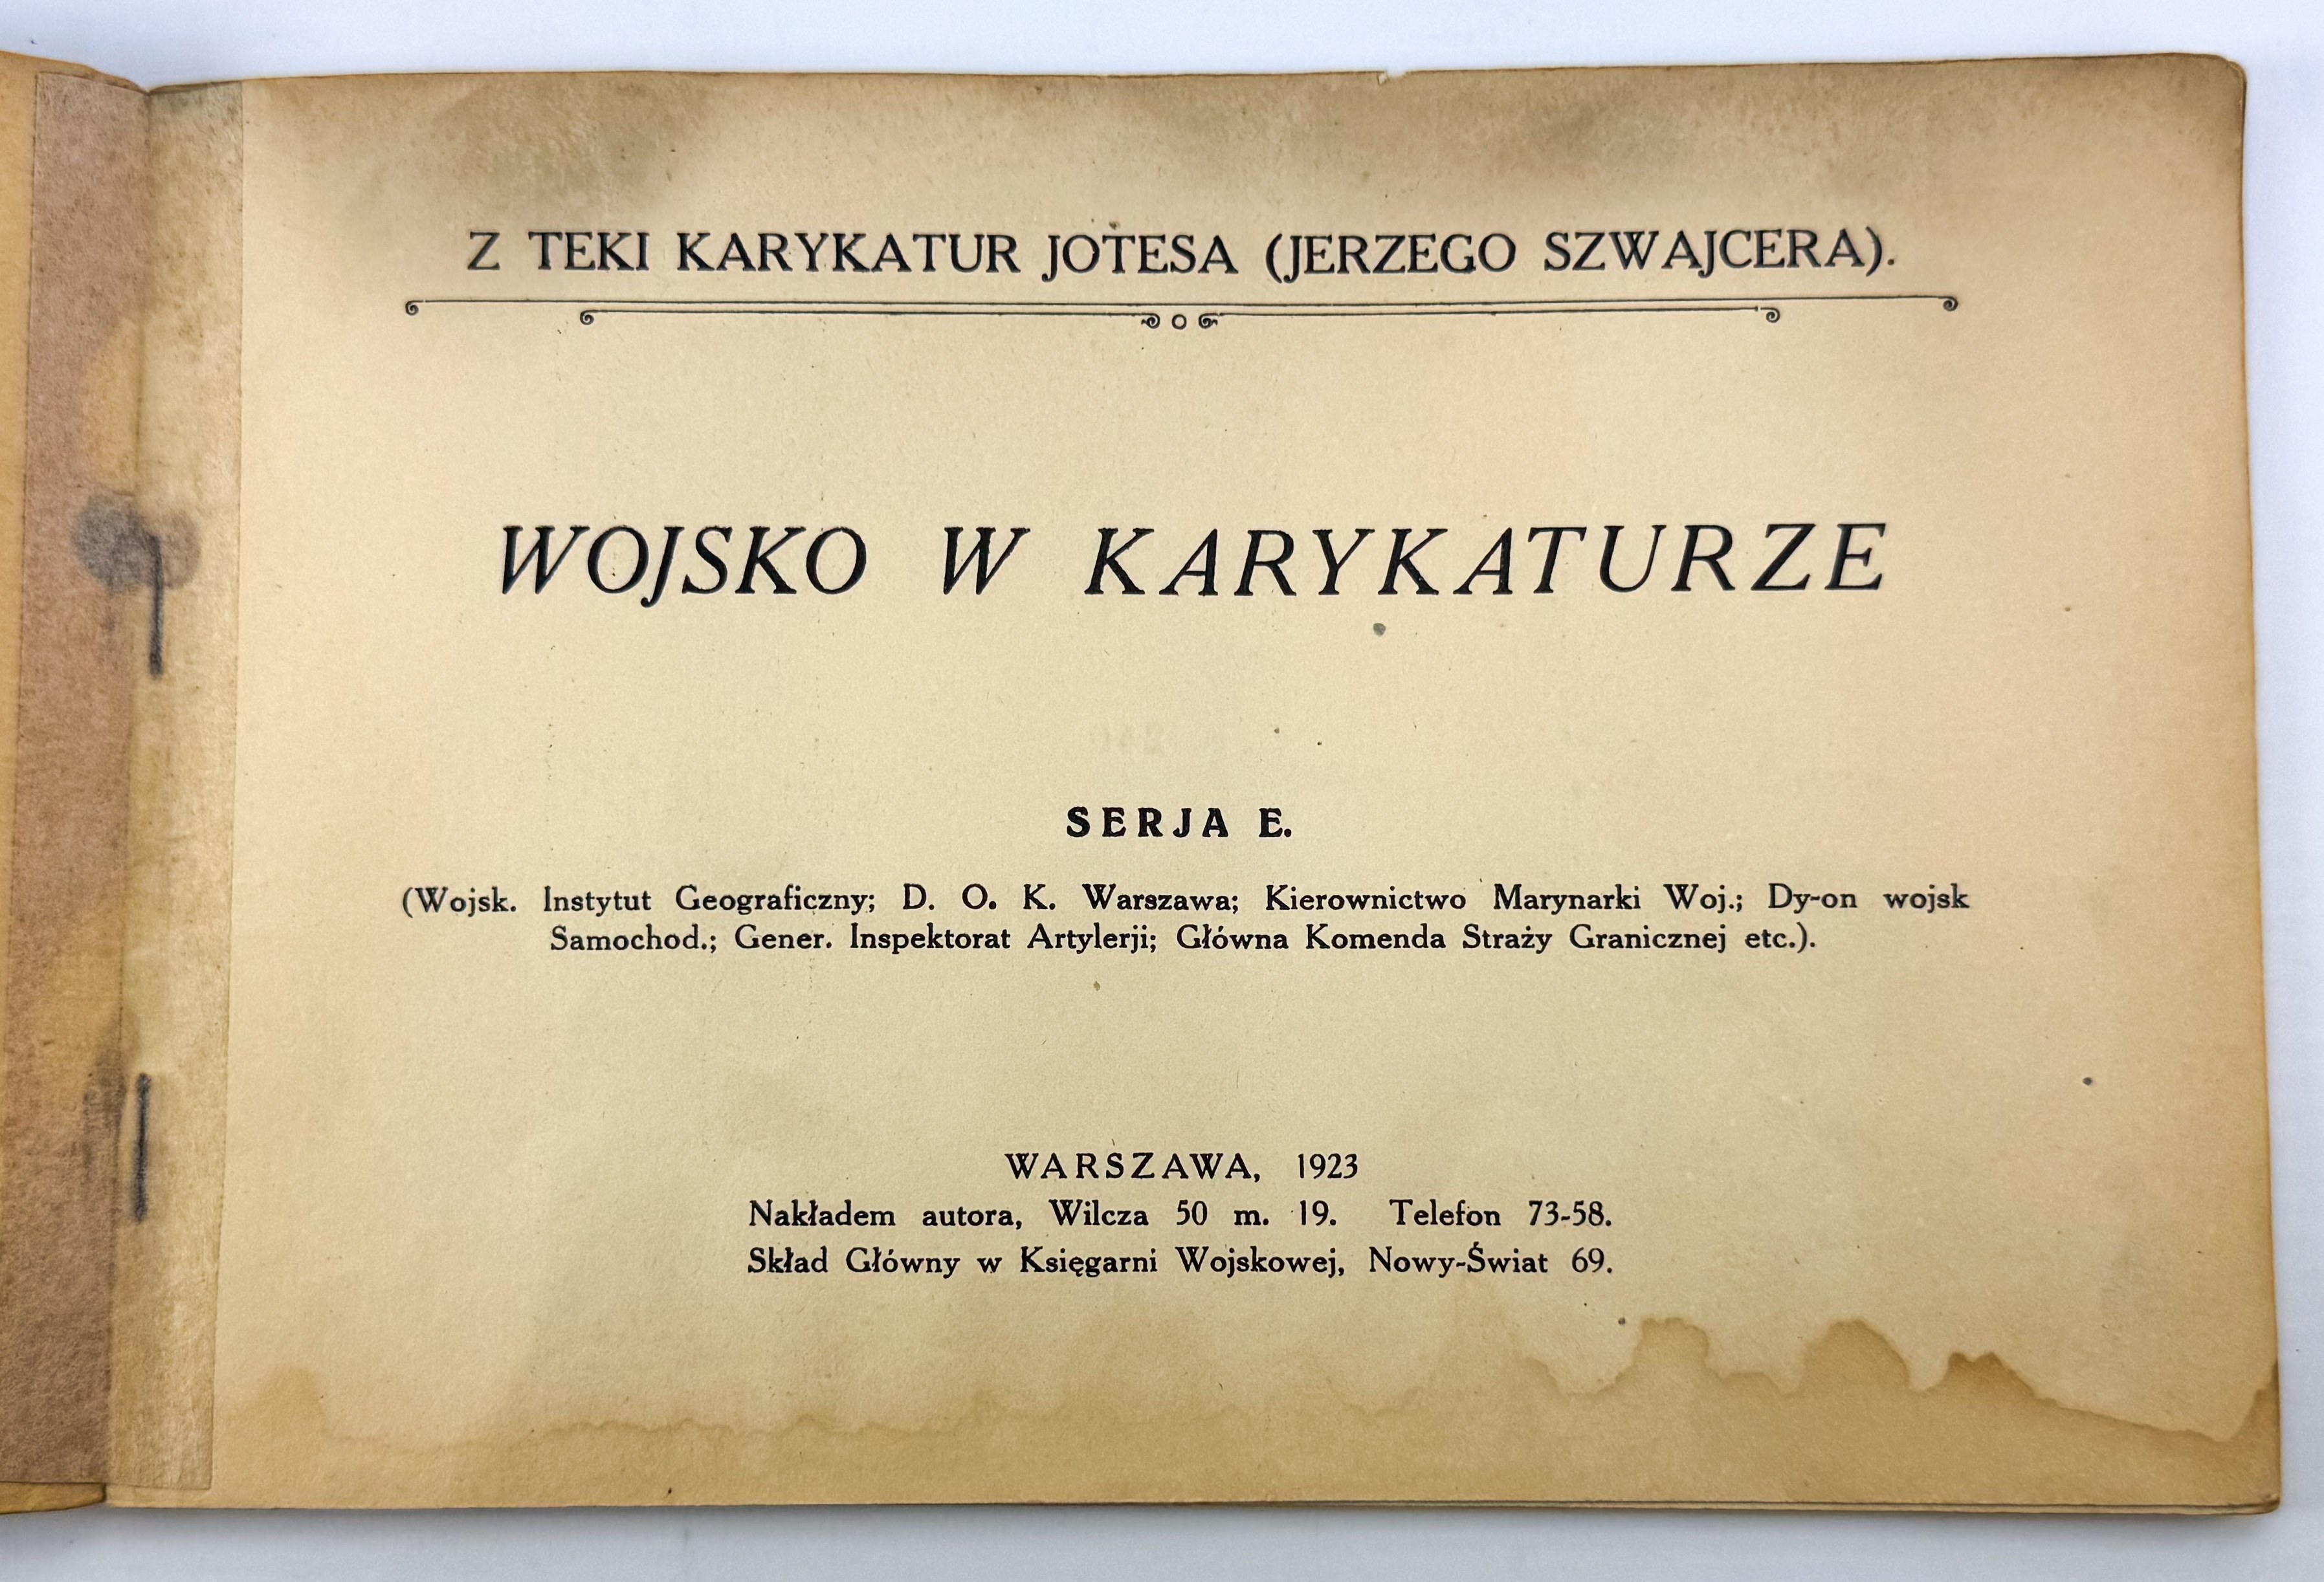 Z TEKI KARYKATUR JOTESA (JERZEGO SZWAJCERA).
WOJSKO W KARYKATURZE
SERJA E.
(Wojsk. Instytut Geograficzny; D. O. K. Warszawa; Kierownictwo Marynarki Woj.; Dy-on wojsk
Samochod.; Gener. Inspektorat Artylerji; Główna Komenda Straży Granicznej etc.).
WARSZAWA, 1923
Nakładem autora, Wilcza 50 m. 19. Telefon 73-58.
Skład Główny w Księgarni Wojskowej, Nowy-Świat 69.